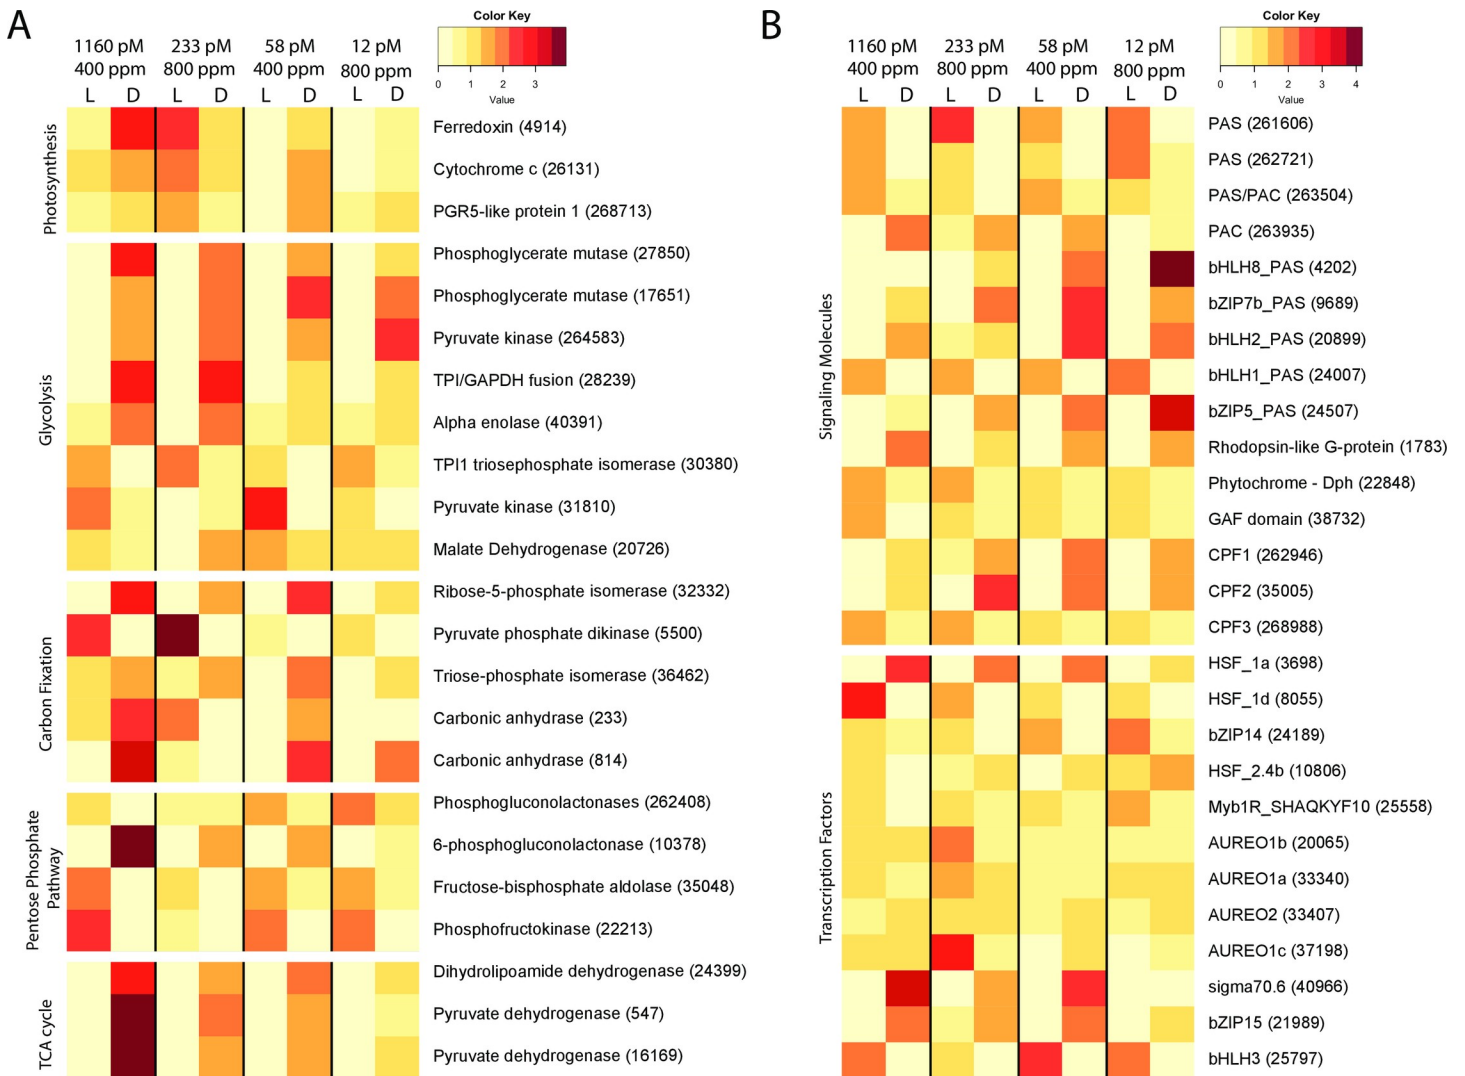 A
1160 pM 233 pM 58 pM 12 pM
400 ppm 800 ppm 400 ppm 800 ppm
L D L D L D L D
Color Key
0 1 2 3
Value
Photosynthesis
Ferredoxin (4914)
Cytochrome c (26131)
PGR5-like protein 1 (268713)
Glycolysis
Phosphoglycerate mutase (27850)
Phosphoglycerate mutase (17651)
Pyruvate kinase (264583)
TPI/GAPDH fusion (28239)
Alpha enolase (40391)
TPI1 triosephosphate isomerase (30380)
Pyruvate kinase (31810)
Malate Dehydrogenase (20726)
Carbon Fixation
Ribose-5-phosphate isomerase (32332)
Pyruvate phosphate dikinase (5500)
Triose-phosphate isomerase (36462)
Carbonic anhydrase (233)
Carbonic anhydrase (814)
Pentose Phosphate
Pathway
Phosphogluconolactonases (262408)
6-phosphogluconolactonase (10378)
Fructose-bisphosphate aldolase (35048)
Phosphofructokinase (22213)
TCA cycle
Dihydrolipoamide dehydrogenase (24399)
Pyruvate dehydrogenase (547)
Pyruvate dehydrogenase (16169)
B
1160 pM 233 pM 58 pM 12 pM
400 ppm 800 ppm 400 ppm 800 ppm
L D L D L D L D
Color Key
0 1 2 3 4
Value
Signaling Molecules
PAS (261606)
PAS (262721)
PAS/PAC (263504)
PAC (263935)
bHLH8_PAS (4202)
bZIP7b_PAS (9689)
bHLH2_PAS (20899)
bHLH1_PAS (24007)
bZIP5_PAS (24507)
Rhodopsin-like G-protein (1783)
Phytochrome - Dph (22848)
GAF domain (38732)
CPF1 (262946)
CPF2 (35005)
CPF3 (268988)
Transcription Factors
HSF_1a (3698)
HSF_1d (8055)
bZIP14 (24189)
HSF_2.4b (10806)
Myb1R_SHAQKYF10 (25558)
AUREO1b (20065)
AUREO1a (33340)
AUREO2 (33407)
AUREO1c (37198)
sigma70.6 (40966)
bZIP15 (21989)
bHLH3 (25797)